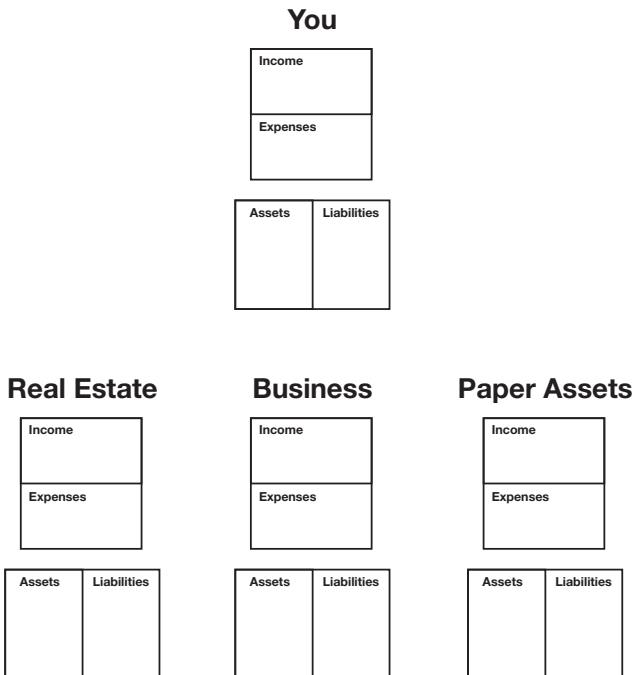 You
Income
Expenses
Assets Liabilities
Real Estate Business Paper Assets
Income Income Income
Expenses Expenses Expenses
Assets Liabilities Assets Liabilities Assets Liabilities